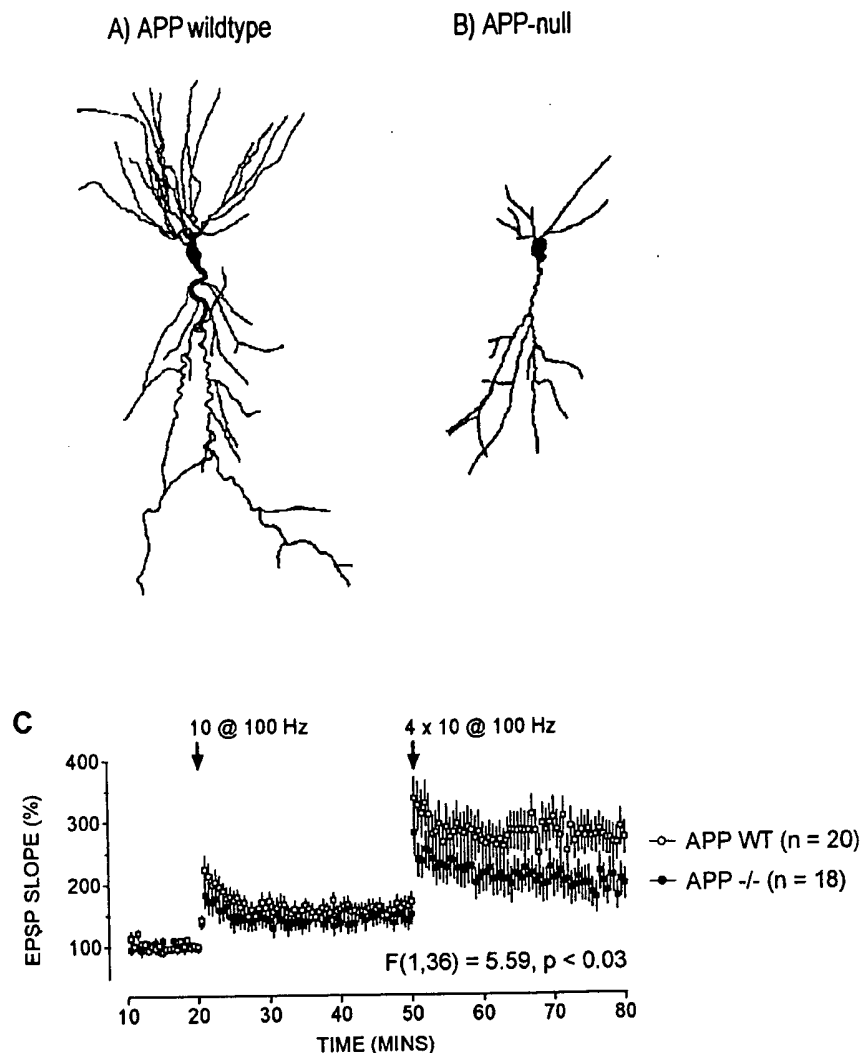 A) APP wildtype
B) APP-null
C
10 @ 100 Hz
4 x 10 @ 100 Hz
400
300
200
100
EPSP SLOPE (%)
APP WT (n = 20)
APP -/- (n = 18)
F(1,36) = 5.59, p < 0.03
10 20 30 40 50 60 70 80
TIME (MINS)